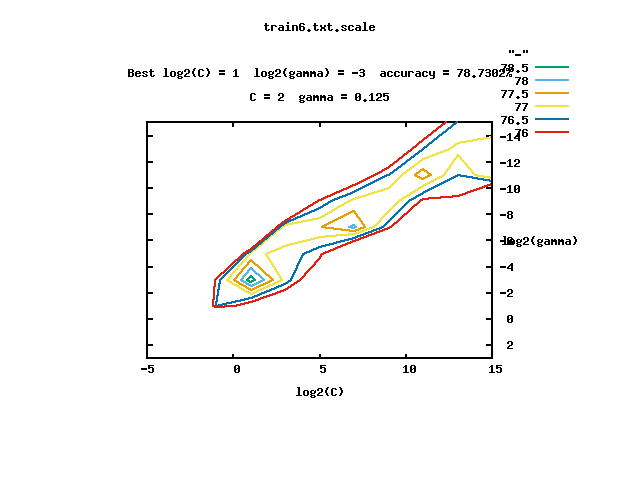 train6.txt.scale
"-"
Best log2(C) = 1 log2(gamma) = -3 accuracy = 78.7302%
78.5
78
77.5
C = 2 gamma = 0.125
77
76.5
76
-14
-12
-10
-8
-6
log2(gamma)
-4
-2
0
2
-5 0 5 10 15
log2(C)